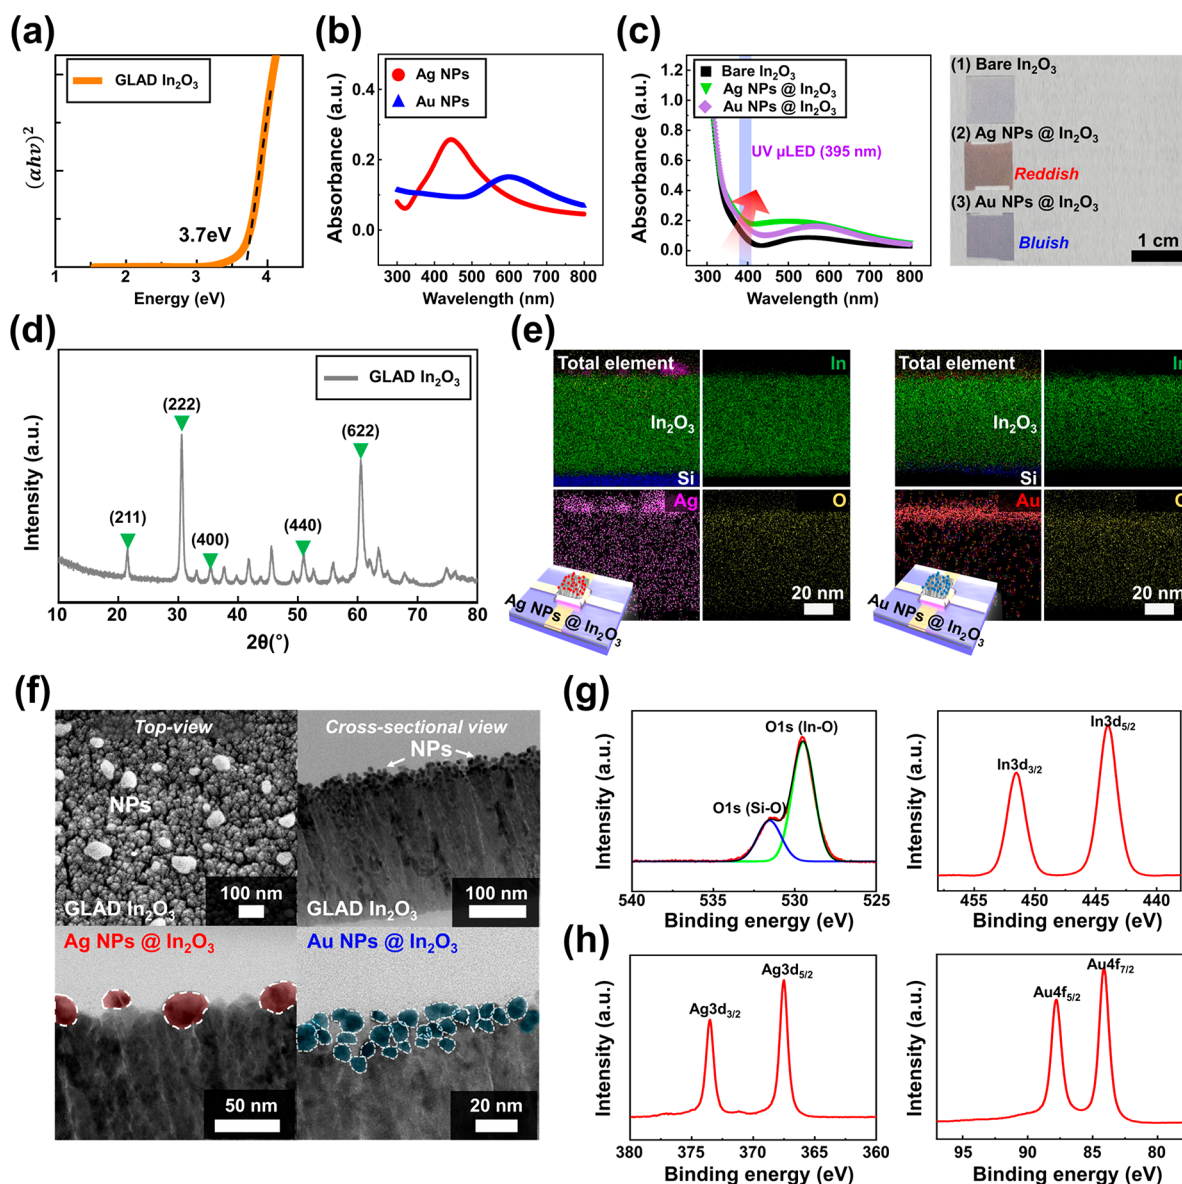 (a)
GLAD In₂O₃
(αhν)²
3.7eV
1 2 3 4
Energy (eV)
(b)
Ag NPs
Au NPs
Absorbance (a.u.)
0.4
0.2
0.0
300 400 500 600 700 800
Wavelength (nm)
(c)
Bare In₂O₃
Ag NPs @ In₂O₃
Au NPs @ In₂O₃
UV μLED (395 nm)
Absorbance (a.u.)
1.2
1.0
0.8
0.6
0.4
0.2
0.0
300 400 500 600 700 800
Wavelength (nm)
(1) Bare In₂O₃
(2) Ag NPs @ In₂O₃
Reddish
(3) Au NPs @ In₂O₃
Bluish
1 cm
(d)
GLAD In₂O₃
(211)
(222)
(400)
(440)
(622)
Intensity (a.u.)
10 20 30 40 50 60 70 80
2θ(°)
(e)
Total element
In₂O₃
Si
In
Ag
O
Ag NPs @ In₂O₃
20 nm
Total element
In₂O₃
Si
Au
Au NPs @ In₂O₃
20 nm
(f)
Top-view
NPs
100 nm
GLAD In₂O₃
Cross-sectional view
NPs
100 nm
GLAD In₂O₃
Ag NPs @ In₂O₃
50 nm
Au NPs @ In₂O₃
20 nm
(g)
O1s (In-O)
O1s (Si-O)
Intensity (a.u.)
540 535 530 525
Binding energy (eV)
In3d₅/₂
In3d₃/₂
Intensity (a.u.)
455 450 445 440
Binding energy (eV)
(h)
Ag3d₅/₂
Ag3d₃/₂
Intensity (a.u.)
380 375 370 365 360
Binding energy (eV)
Au4f₇/₂
Au4f₅/₂
Intensity (a.u.)
95 90 85 80
Binding energy (eV)